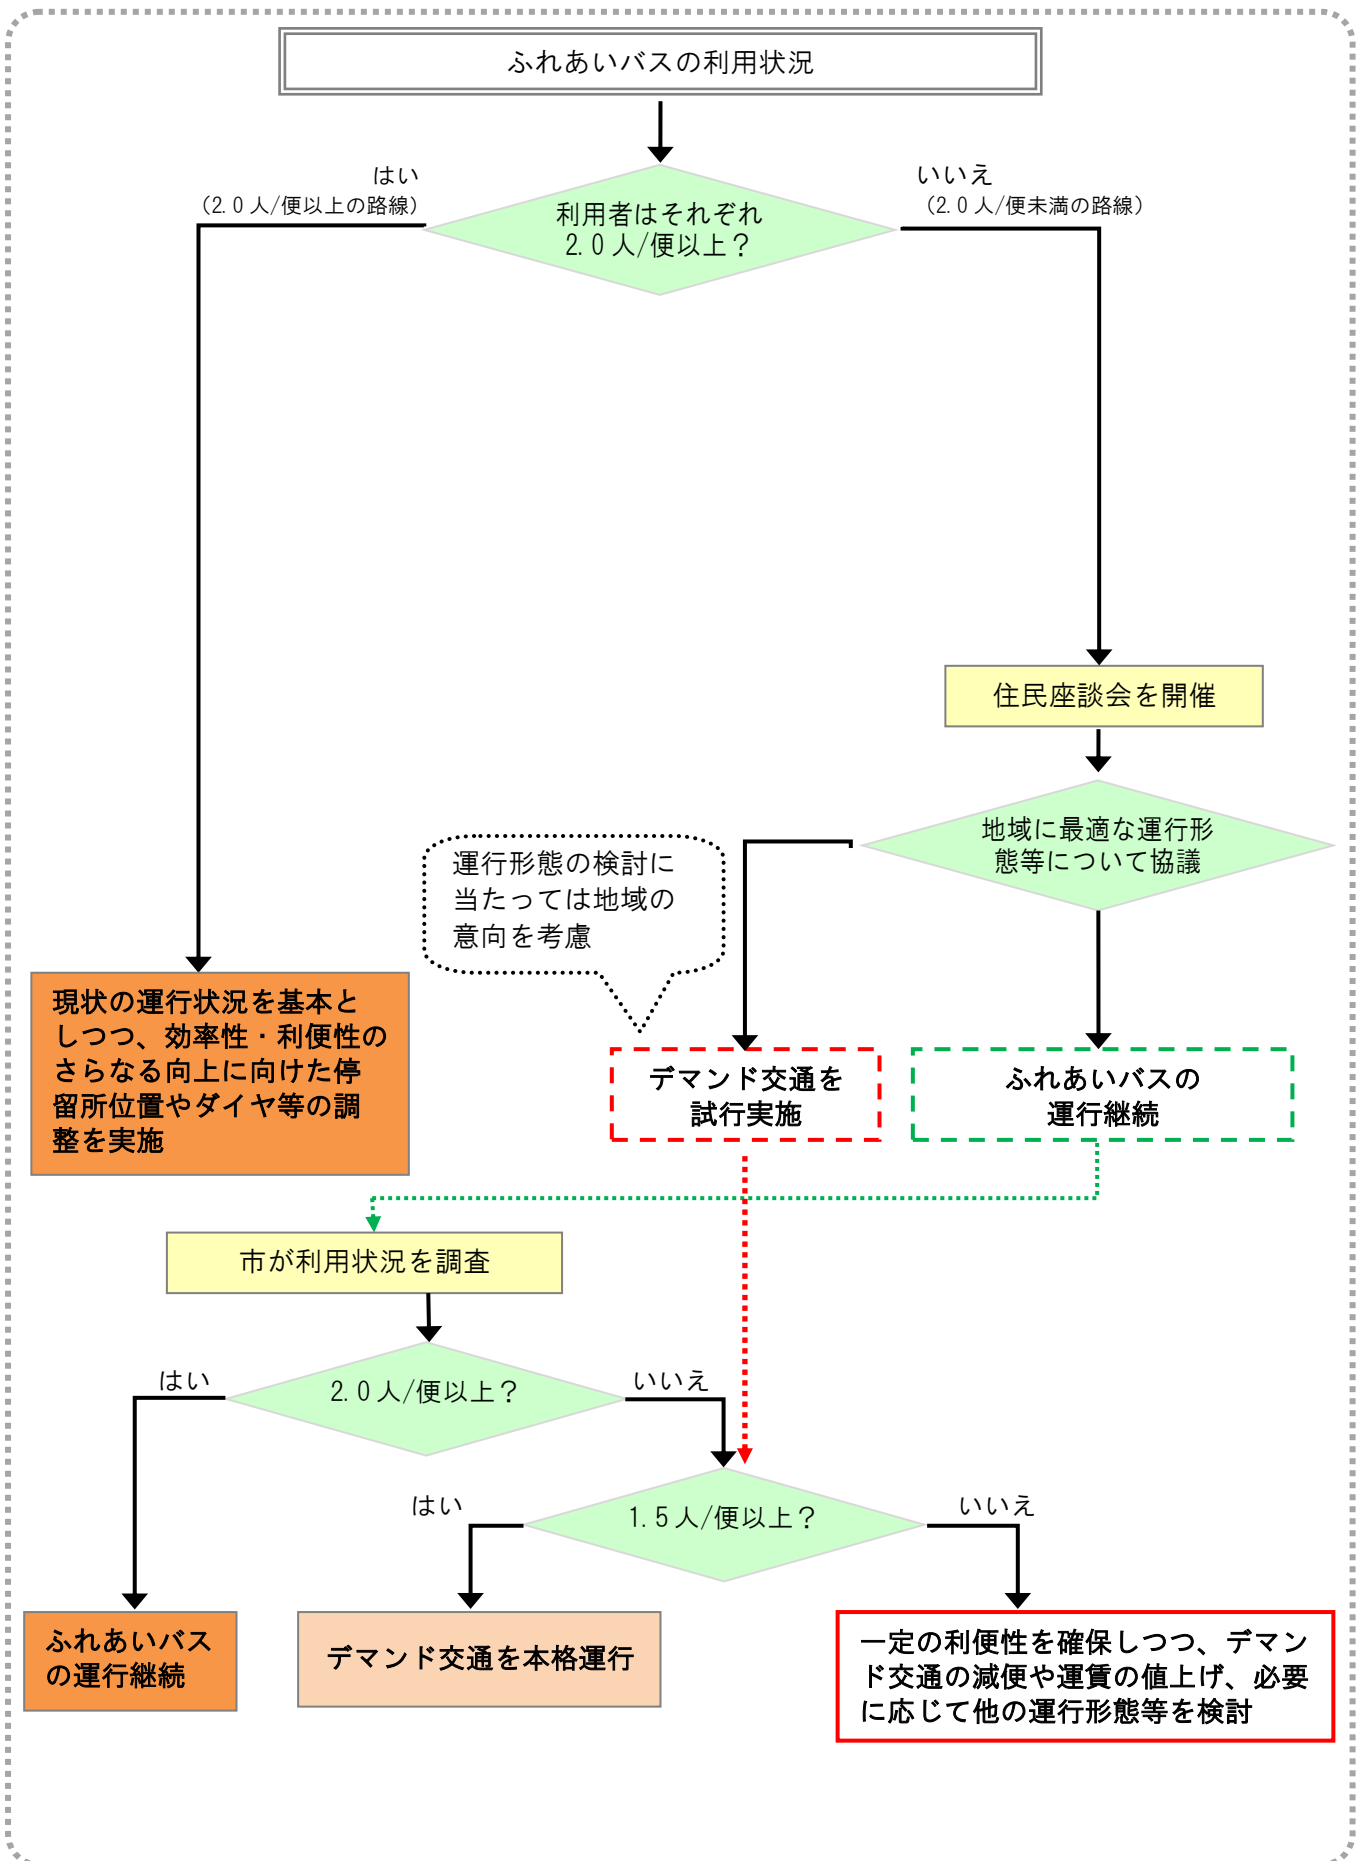 ふれあいバスの利用状況
はい
(2.0人/便以上の路線)
いいえ
(2.0人/便未満の路線)
利用者はそれぞれ
2.0人/便以上？
住民座談会を開催
地域に最適な運行形
態等について協議
運行形態の検討に
当たっては地域の
意向を考慮
現状の運行状況を基本と
しつつ、効率性・利便性の
さらなる向上に向けた停
留所位置やダイヤ等の調
整を実施
デマンド交通を
試行実施
ふれあいバスの
運行継続
市が利用状況を調査
はい
2.0人/便以上？
いいえ
はい
1.5人/便以上？
いいえ
ふれあいバス
の運行継続
デマンド交通を本格運行
一定の利便性を確保しつつ、デマン
ド交通の減便や運賃の値上げ、必要
に応じて他の運行形態等を検討